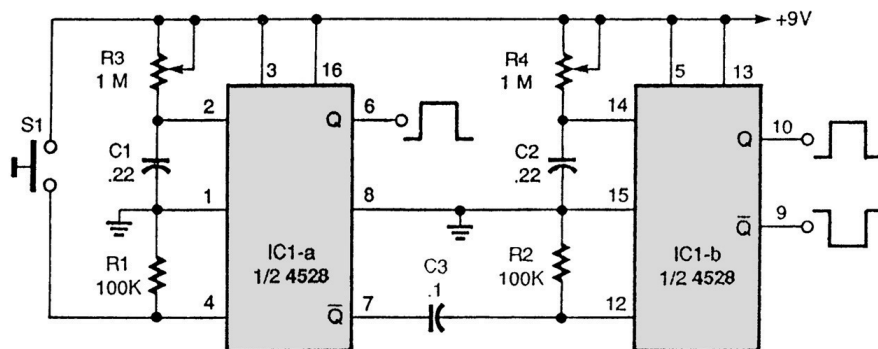 +9V
R3
1 M
3
16
R4
1 M
5
13
S1
2
Q
6
14
Q
10
C1
.22
C2
.22
1
8
15
Q̅
9
IC1-a
1/2 4528
R1
100K
R2
100K
IC1-b
1/2 4528
C3
.1
4
Q̅
7
12